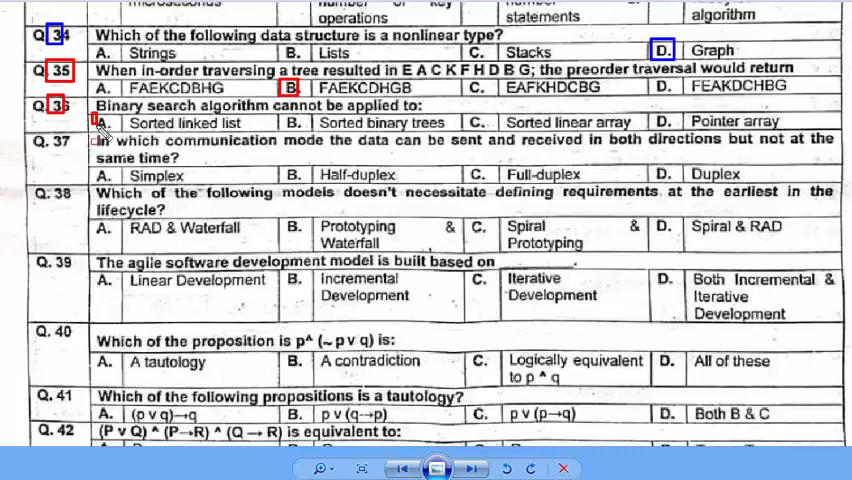 microseconds number of key number of algorithm
operations statements
Q. 34 Which of the following data structure is a nonlinear type?
A. Strings B. Lists C. Stacks D. Graph
Q. 35 When in-order traversing a tree resulted in E A C K F H D B G; the preorder traversal would return
A. FAEKCDBHG B. FAEKCDHGB C. EAFKHDCBG D. FEAKDCHBG
Q. 36 Binary search algorithm cannot be applied to:
A. Sorted linked list B. Sorted binary trees C. Sorted linear array D. Pointer array
Q. 37 In which communication mode the data can be sent and received in both directions but not at the
same time?
A. Simplex B. Half-duplex C. Full-duplex D. Duplex
Q. 38 Which of the following models doesn't necessitate defining requirements at the earliest in the
lifecycle?
A. RAD & Waterfall B. Prototyping & C. Spiral & D. Spiral & RAD
Waterfall Prototyping
Q. 39 The agile software development model is built based on ________.
A. Linear Development B. Incremental C. Iterative D. Both Incremental &
Development Development Iterative
Development
Q. 40 Which of the proposition is p^ (~ p v q) is:
A. A tautology B. A contradiction C. Logically equivalent D. All of these
to p ^ q
Q. 41 Which of the following propositions is a tautology?
A. (p v q)→q B. p v (q→p) C. p v (p→q) D. Both B & C
Q. 42 (P v Q) ^ (P→R) ^ (Q → R) is equivalent to: